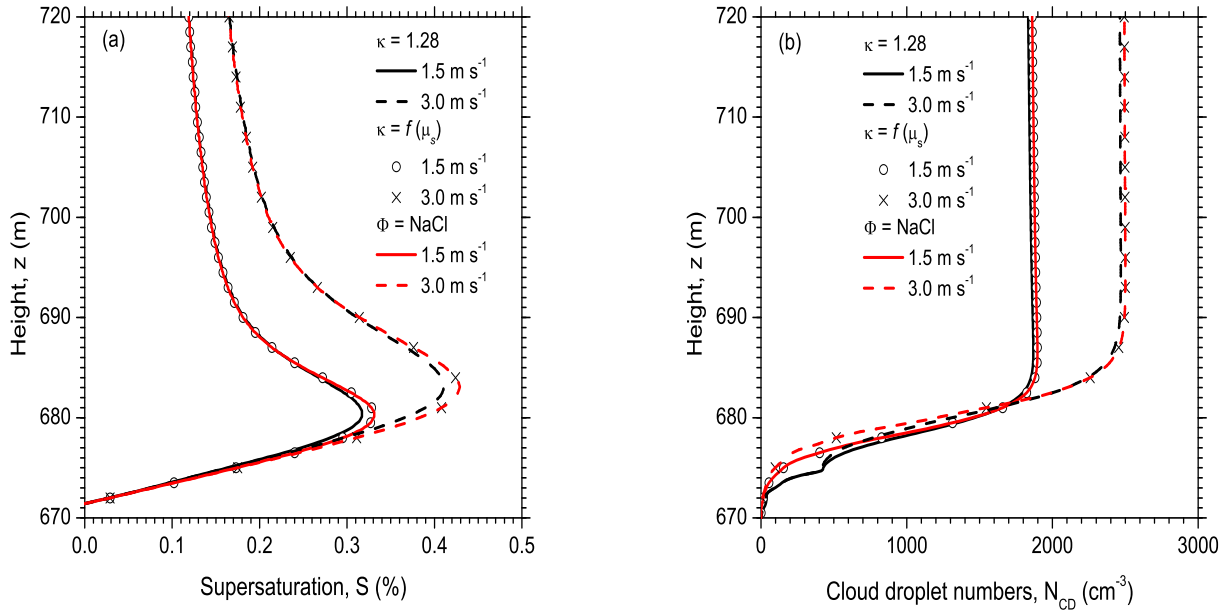 (a)
κ = 1.28
1.5 m s⁻¹
3.0 m s⁻¹
κ = f (μₛ)
1.5 m s⁻¹
3.0 m s⁻¹
Φ = NaCl
1.5 m s⁻¹
3.0 m s⁻¹
720
710
700
690
680
670
Height, z (m)
0.0 0.1 0.2 0.3 0.4 0.5
Supersaturation, S (%)
(b)
κ = 1.28
1.5 m s⁻¹
3.0 m s⁻¹
κ = f (μₛ)
1.5 m s⁻¹
3.0 m s⁻¹
Φ = NaCl
1.5 m s⁻¹
3.0 m s⁻¹
720
710
700
690
680
670
Height, z (m)
0 1000 2000 3000
Cloud droplet numbers, N_CD (cm⁻³)